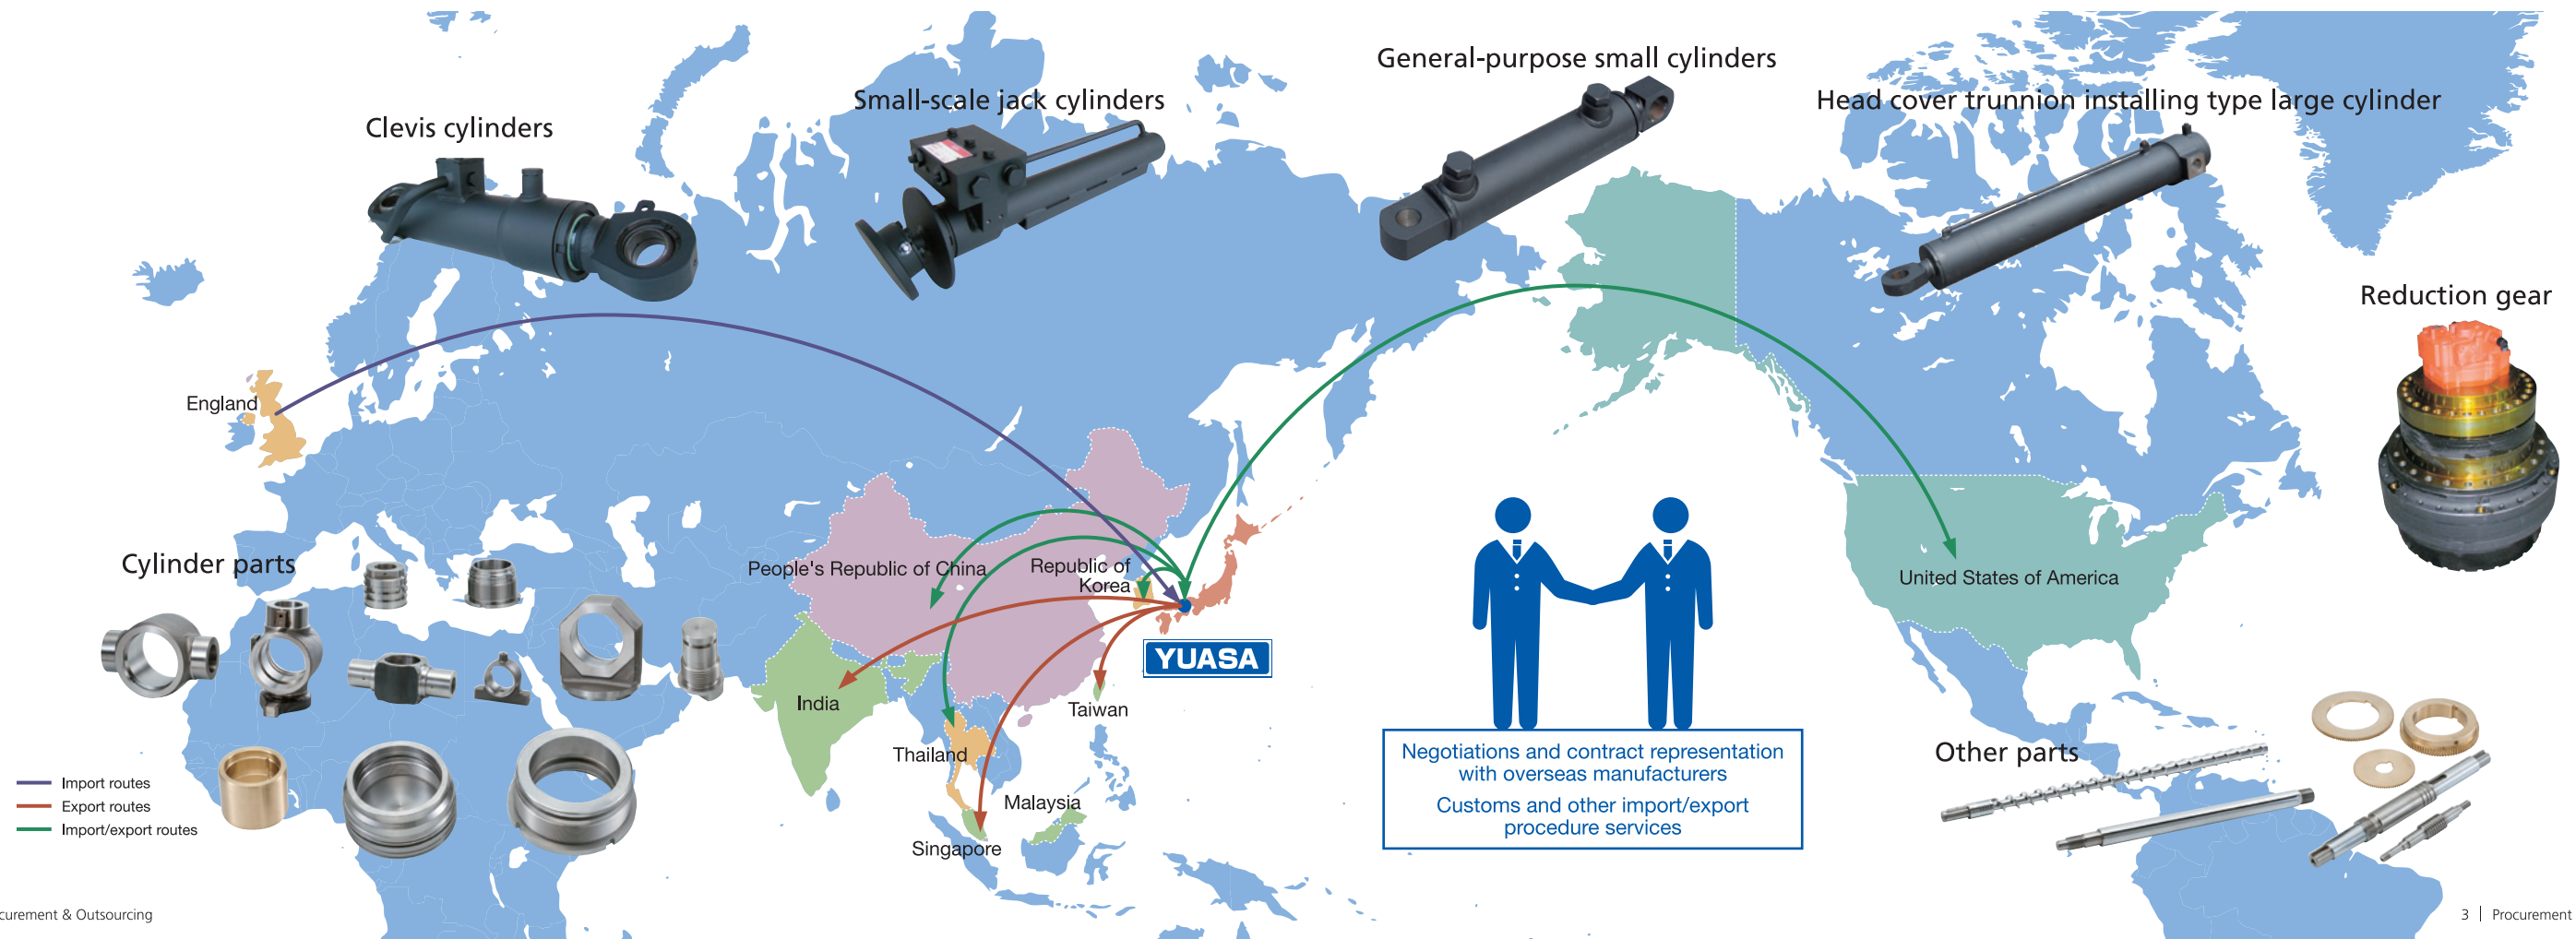 General-purpose small cylinders
Small-scale jack cylinders
Head cover trunnion installing type large cylinder
Clevis cylinders
Reduction gear
England
Cylinder parts
People's Republic of China
Republic of
Korea
United States of America
YUASA
India
Taiwan
Thailand
Malaysia
Singapore
Negotiations and contract representation
with overseas manufacturers
Customs and other import/export
procedure services
Other parts
Import routes
Export routes
Import/export routes
curement & Outsourcing
3 | Procurement